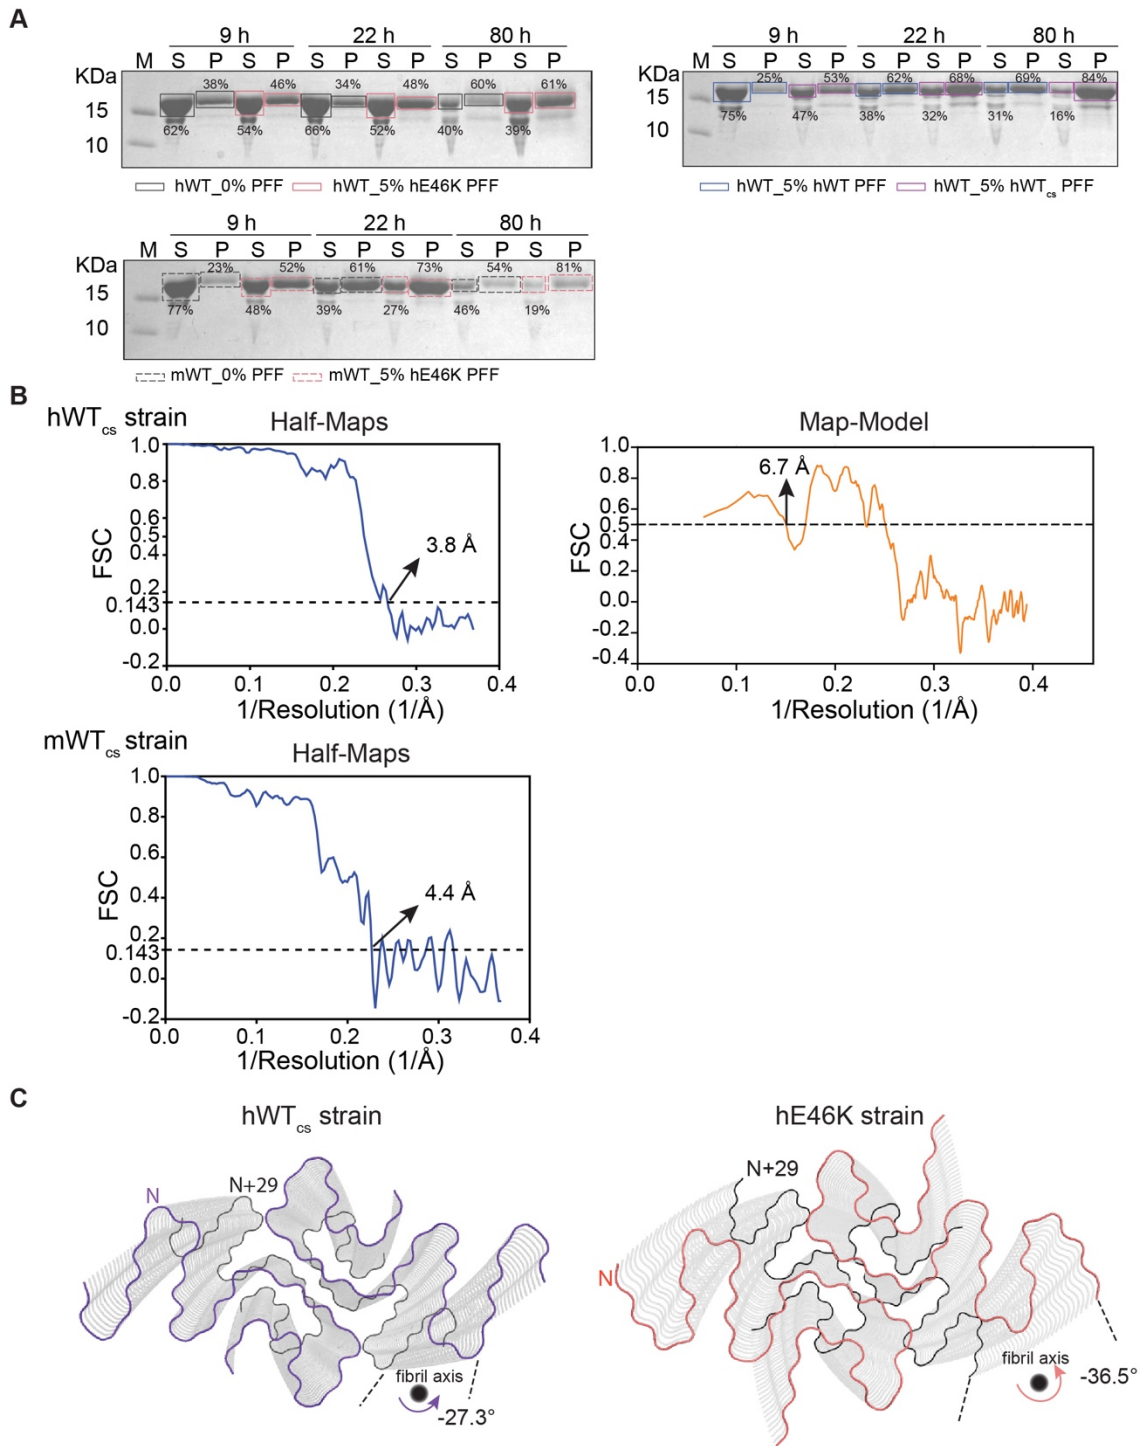 A
9 h 22 h 80 h
M S P S P S P S P S P S P
KDa
38% 46% 34% 48% 60% 61%
15
62% 54% 66% 52% 40% 39%
10
hWT_0% PFF hWT_5% hE46K PFF
9 h 22 h 80 h
M S P S P S P S P S P S P
KDa
25% 53% 62% 68% 69% 84%
15
75% 47% 38% 32% 31% 16%
10
hWT_5% hWT PFF hWT_5% hWTcs PFF
9 h 22 h 80 h
M S P S P S P S P S P S P
KDa
23% 52% 61% 73% 54% 81%
15
77% 48% 39% 27% 46% 19%
10
mWT_0% PFF mWT_5% hE46K PFF
B
hWTcs strain
Half-Maps
1.0
0.8
0.6
0.5
0.4
0.2
0.143
0.0
-0.2
FSC
3.8 Å
0.0 0.1 0.2 0.3 0.4
1/Resolution (1/Å)
Map-Model
1.0
0.8
0.6
0.5
0.4
0.2
0.0
-0.2
-0.4
FSC
6.7 Å
0.0 0.1 0.2 0.3 0.4
1/Resolution (1/Å)
mWTcs strain
Half-Maps
1.0
0.8
0.4
0.2
0.143
0.0
-0.2
FSC
4.4 Å
0.0 0.1 0.2 0.3 0.4
1/Resolution (1/Å)
C
hWTcs strain
N
N+29
fibril axis
-27.3°
hE46K strain
N+29
N
fibril axis
-36.5°